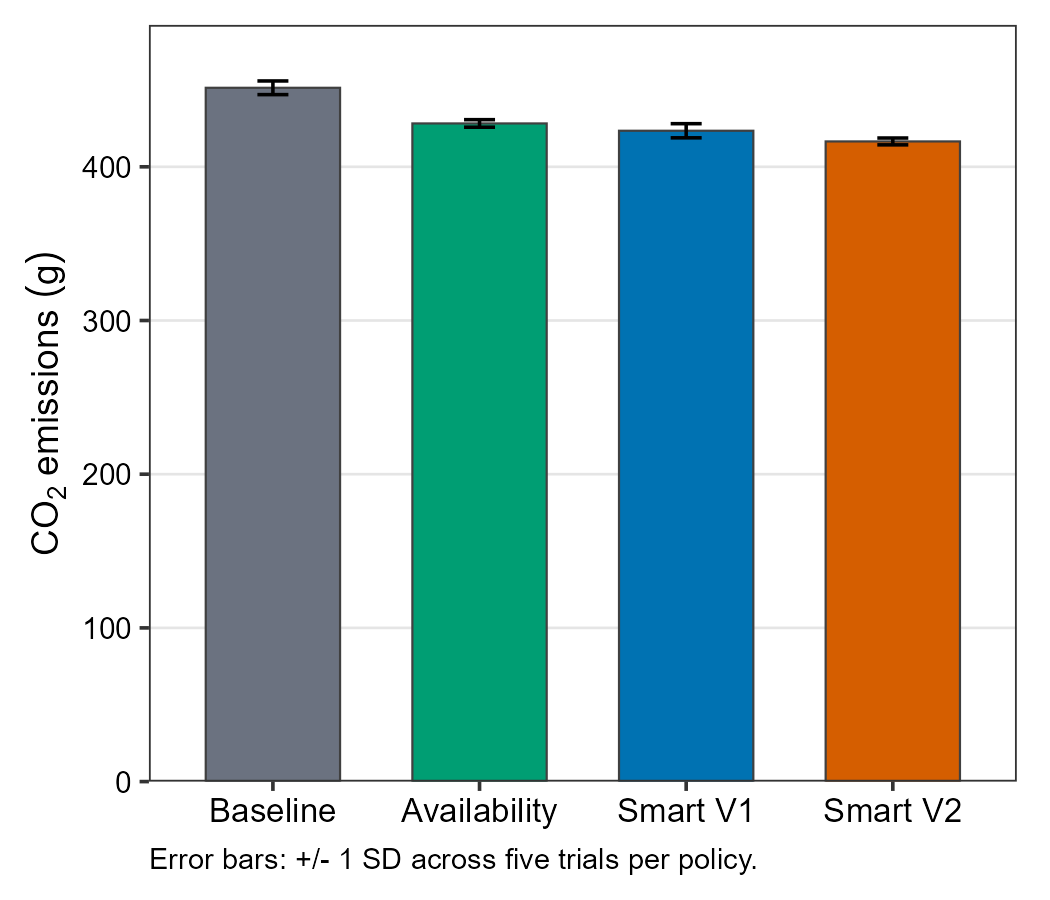 CO₂ emissions (g)
400
300
200
100
0
Baseline Availability Smart V1 Smart V2
Error bars: +/- 1 SD across five trials per policy.